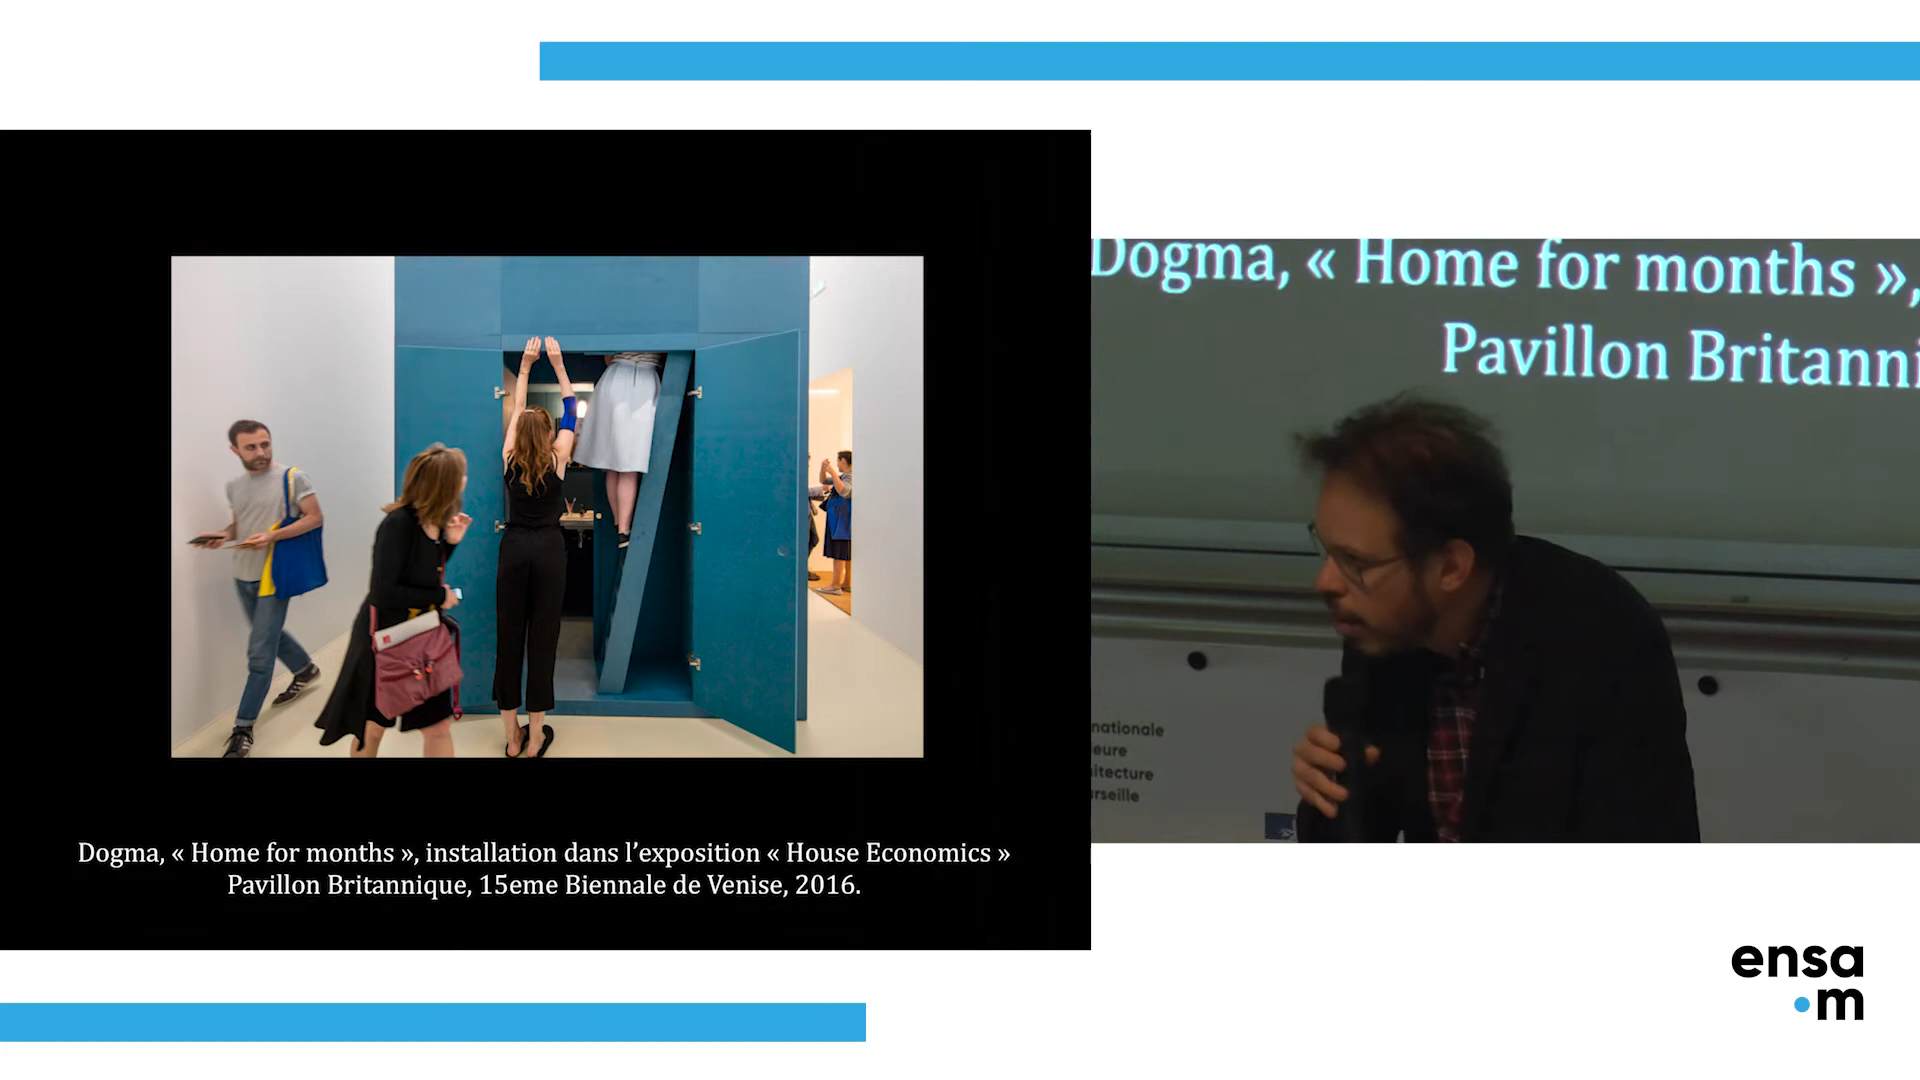 Dogma, « Home for months », installation dans l’exposition « House Economics »
Pavillon Britannique, 15eme Biennale de Venise, 2016.
Dogma, « Home for months »,
Pavillon Britanni
nationale
eure
itecture
rseille
ensa
•m